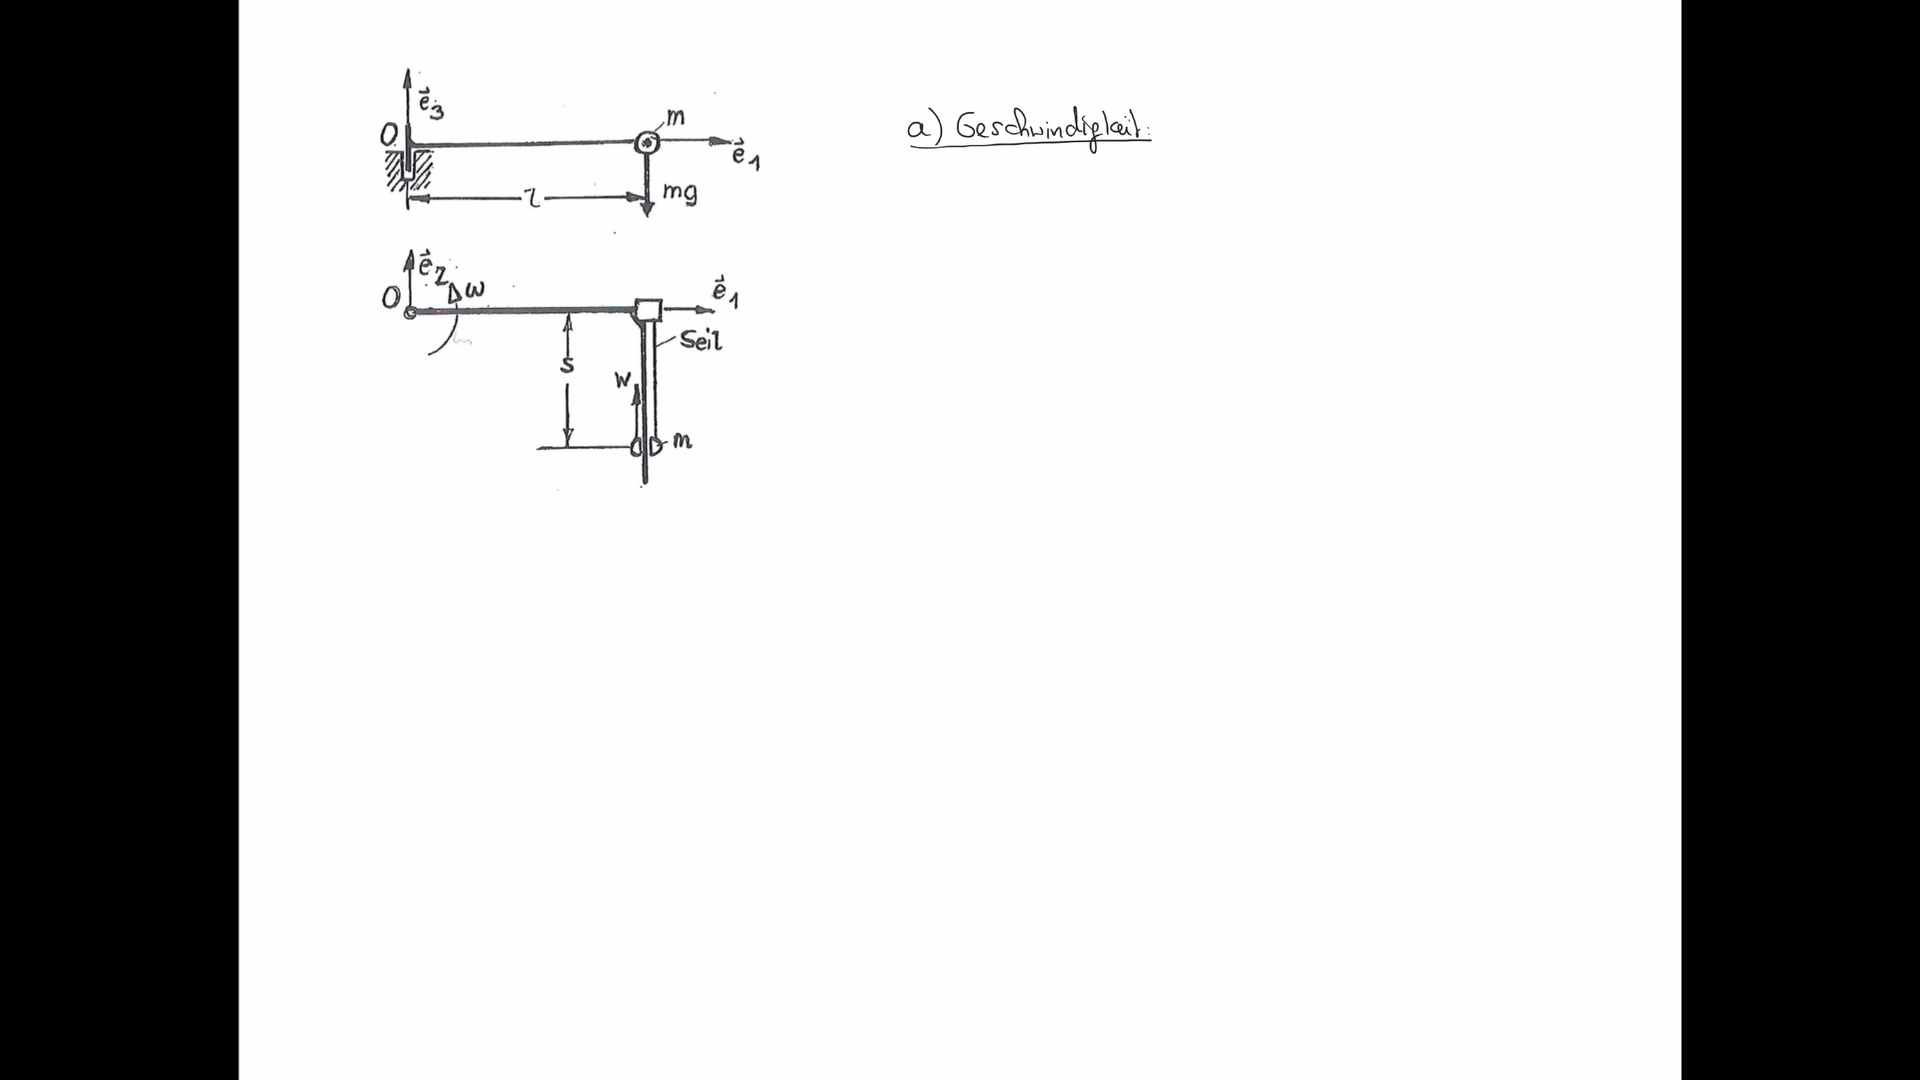 e⃗3
O
m
e⃗1
l
mg
e⃗2
ω
O
e⃗1
Seil
s
w
m
a) Geschwindigkeit: